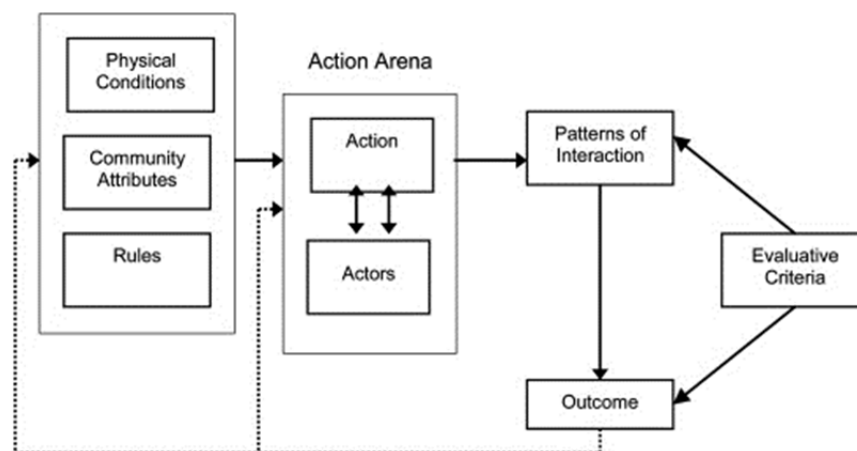 Physical
Conditions
Community
Attributes
Rules
Action Arena
Action
Actors
Patterns of
Interaction
Evaluative
Criteria
Outcome